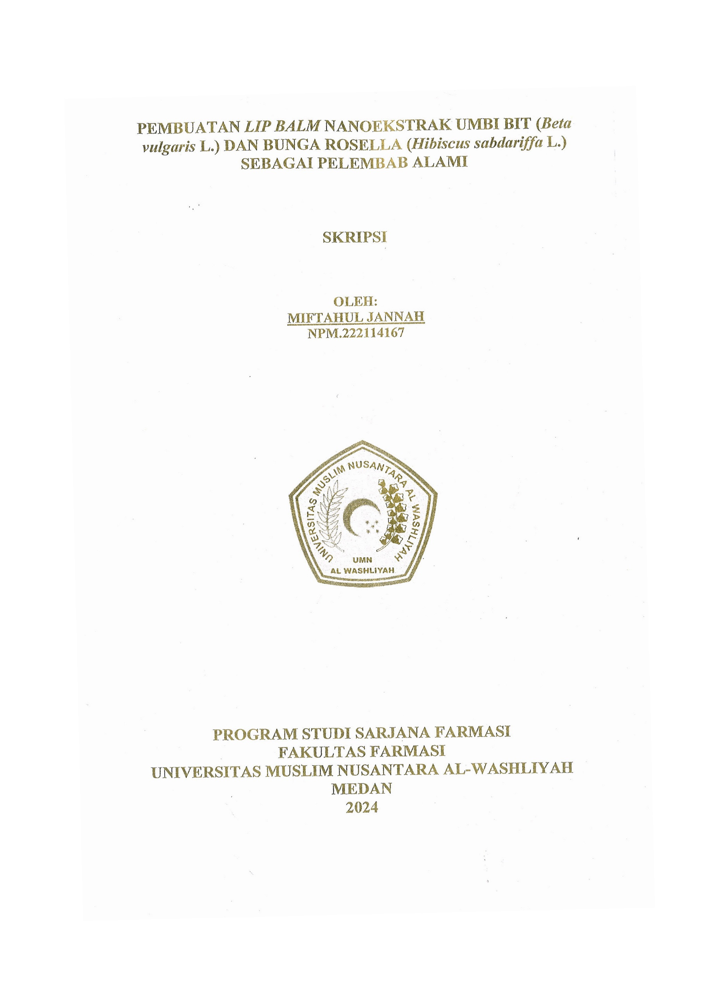 PEMBUATAN LIP BALM NANOEKSTRAK UMBI BIT (Beta
vulgaris L.) DAN BUNGA ROSELLA (Hibiscus sabdariffa L.)
SEBAGAI PELEMBAB ALAMI
SKRIPSI
OLEH:
MIFTAHUL JANNAH
NPM.222114167
UNIVERSITAS MUSLIM NUSANTARA AL WASHLIYAH
UMN
AL WASHLIYAH
PROGRAM STUDI SARJANA FARMASI
FAKULTAS FARMASI
UNIVERSITAS MUSLIM NUSANTARA AL-WASHLIYAH
MEDAN
2024